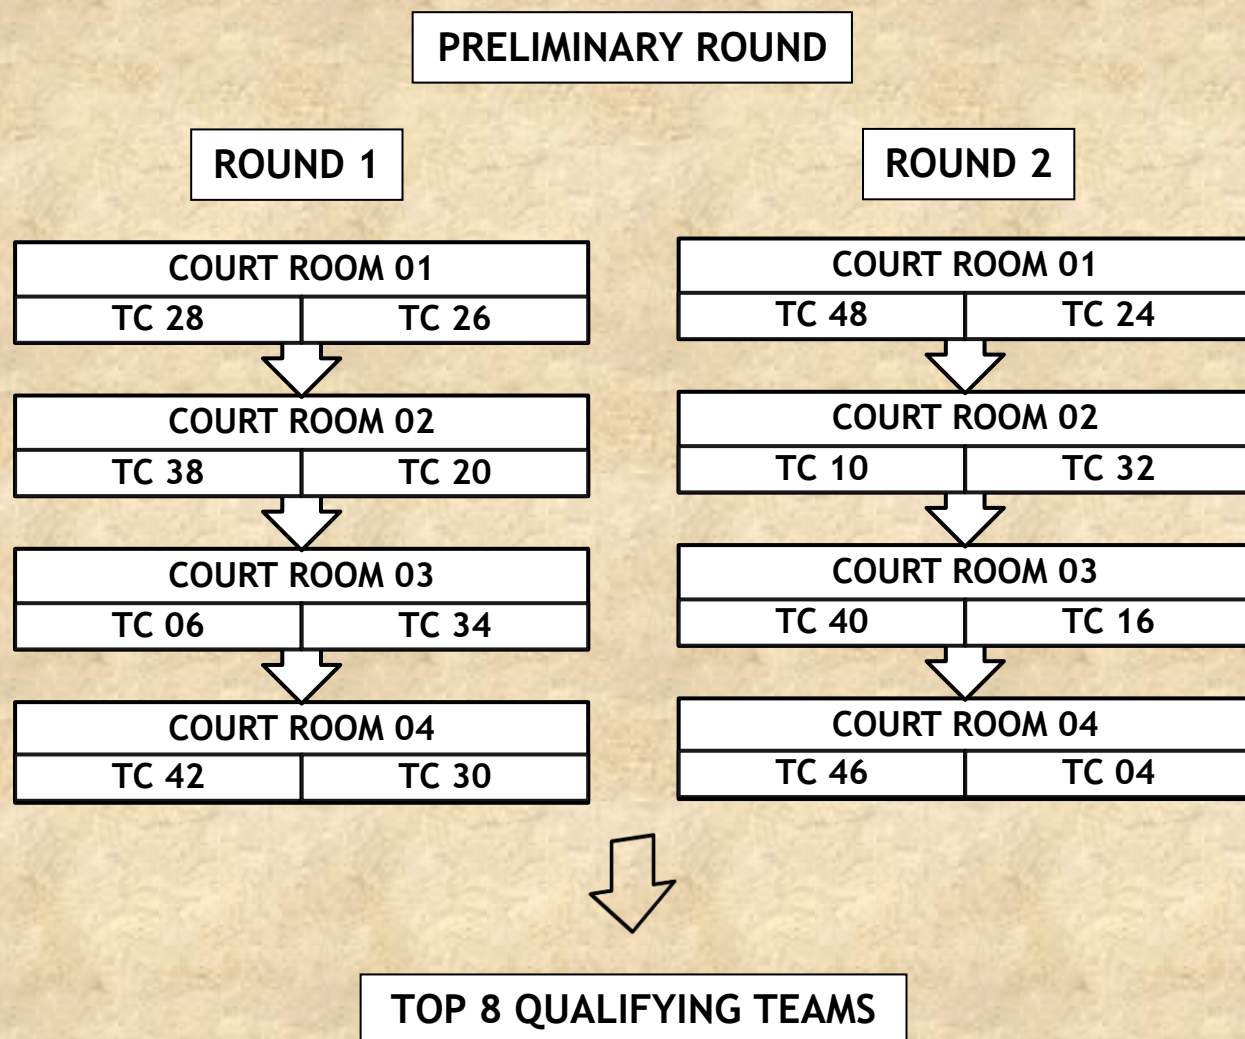 PRELIMINARY ROUND
ROUND 1
COURT ROOM 01
TC 28 TC 26
COURT ROOM 02
TC 38 TC 20
COURT ROOM 03
TC 06 TC 34
COURT ROOM 04
TC 42 TC 30
ROUND 2
COURT ROOM 01
TC 48 TC 24
COURT ROOM 02
TC 10 TC 32
COURT ROOM 03
TC 40 TC 16
COURT ROOM 04
TC 46 TC 04
TOP 8 QUALIFYING TEAMS